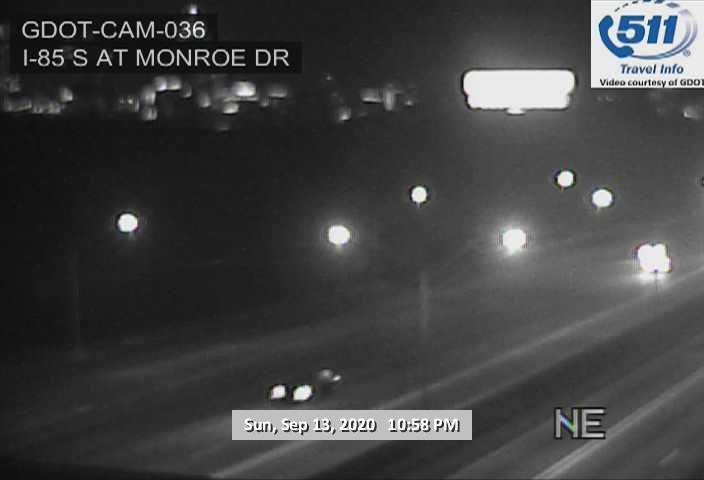 GDOT-CAM-036
I-85 S AT MONROE DR
511
Travel Info
Video courtesy of GDOT
Sun, Sep 13, 2020 10:58 PM
NE